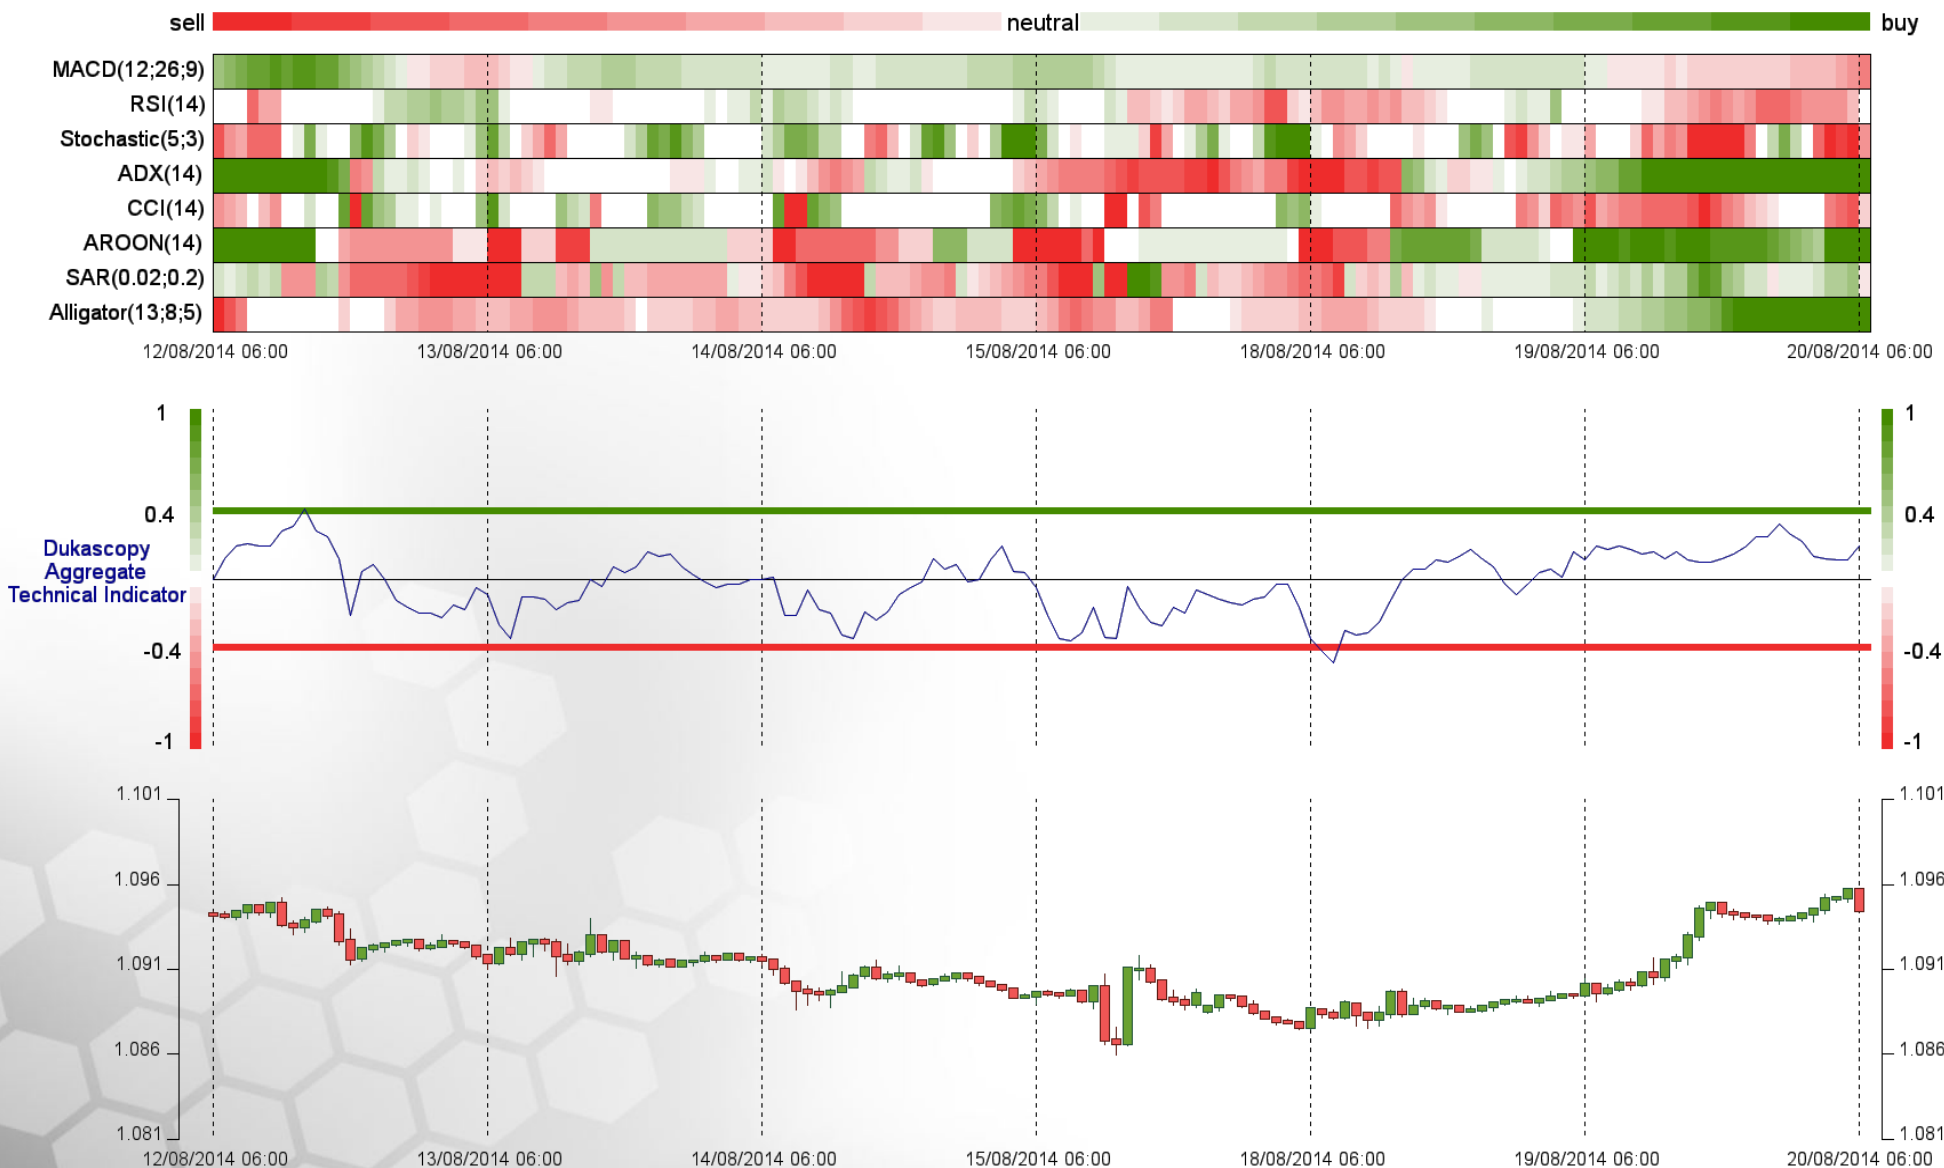 sell neutral buy
MACD(12;26;9)
RSI(14)
Stochastic(5;3)
ADX(14)
CCI(14)
AROON(14)
SAR(0.02;0.2)
Alligator(13;8;5)
12/08/2014 06:00 13/08/2014 06:00 14/08/2014 06:00 15/08/2014 06:00 18/08/2014 06:00 19/08/2014 06:00 20/08/2014 06:00
1 1
0.4 0.4
Dukascopy
Aggregate
Technical Indicator
-0.4 -0.4
-1 -1
1.101 1.101
1.096 1.096
1.091 1.091
1.086 1.086
1.081 1.081
12/08/2014 06:00 13/08/2014 06:00 14/08/2014 06:00 15/08/2014 06:00 18/08/2014 06:00 19/08/2014 06:00 20/08/2014 06:00